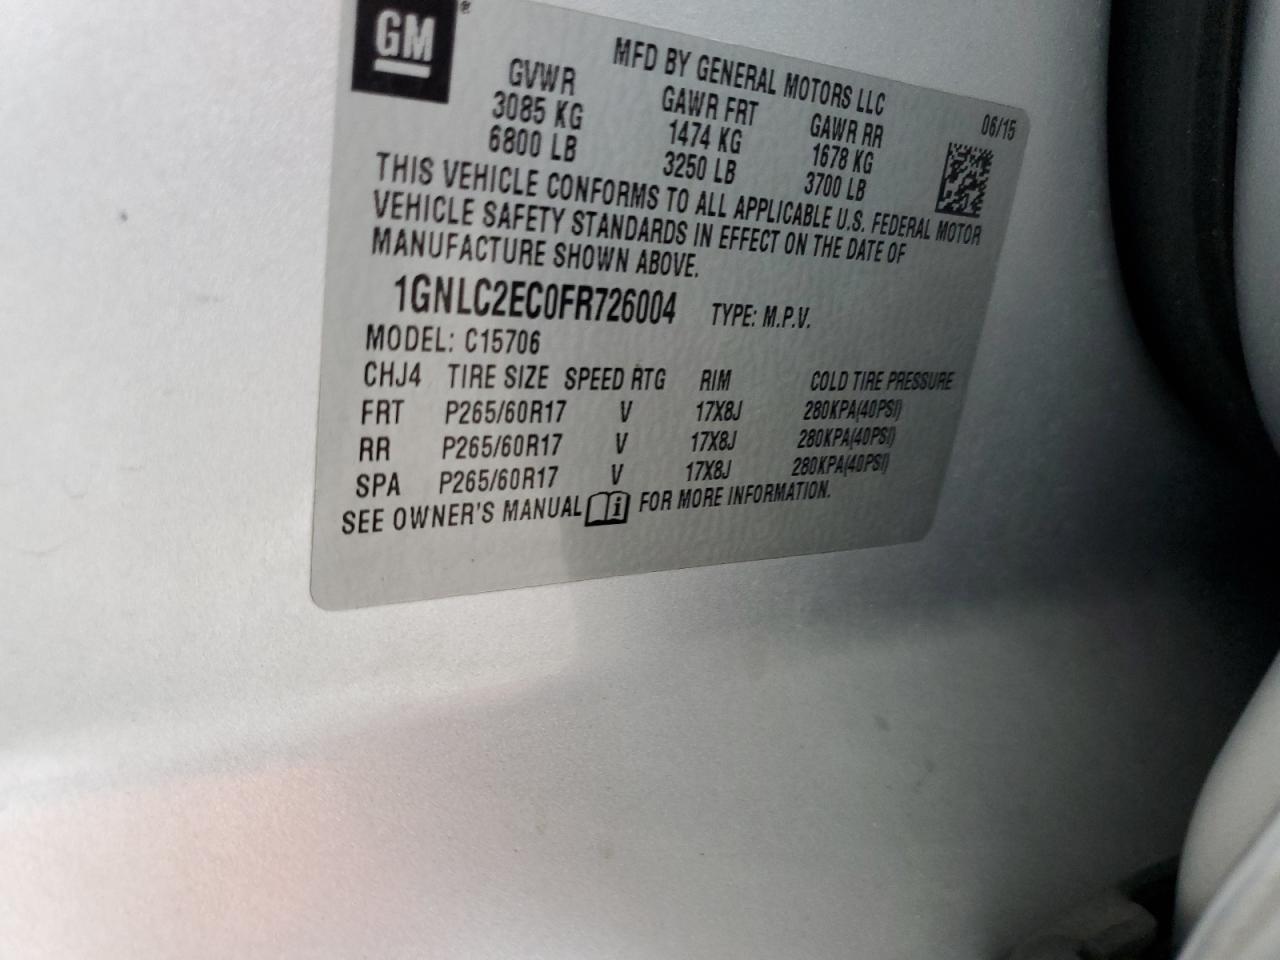 GM®
MFD BY GENERAL MOTORS LLC
06/15
GVWR GAWR FRT GAWR RR
3085 KG 1474 KG 1678 KG
6800 LB 3250 LB 3700 LB
THIS VEHICLE CONFORMS TO ALL APPLICABLE U.S. FEDERAL MOTOR
VEHICLE SAFETY STANDARDS IN EFFECT ON THE DATE OF
MANUFACTURE SHOWN ABOVE.
1GNLC2EC0FR726004 TYPE: M.P.V.
MODEL: C15706
CHJ4 TIRE SIZE SPEED RTG RIM COLD TIRE PRESSURE
FRT P265/60R17 V 17X8J 280KPA(40PSI)
RR P265/60R17 V 17X8J 280KPA(40PSI)
SPA P265/60R17 V 17X8J 280KPA(40PSI)
SEE OWNER'S MANUAL i FOR MORE INFORMATION.